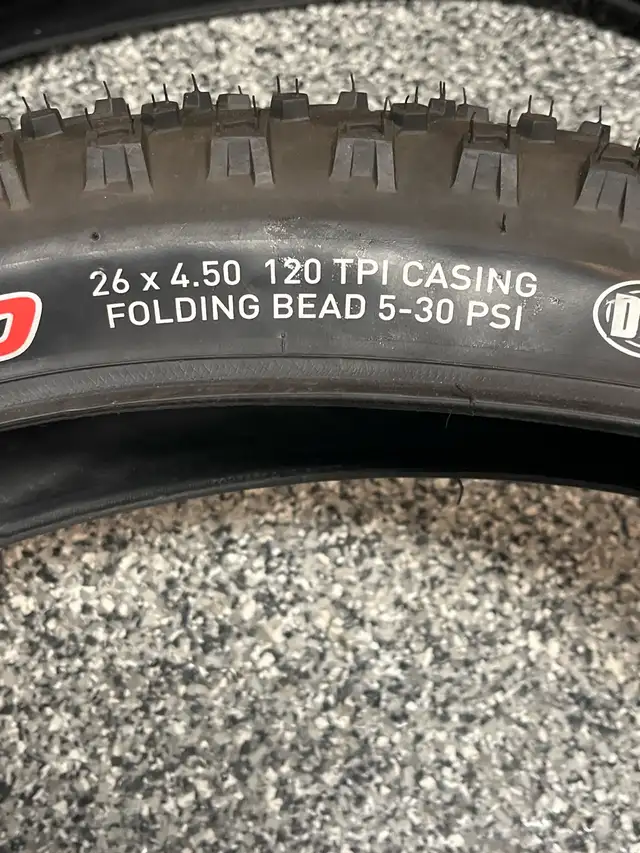 26 x 4.50 120 TPI CASING
FOLDING BEAD 5-30 PSI